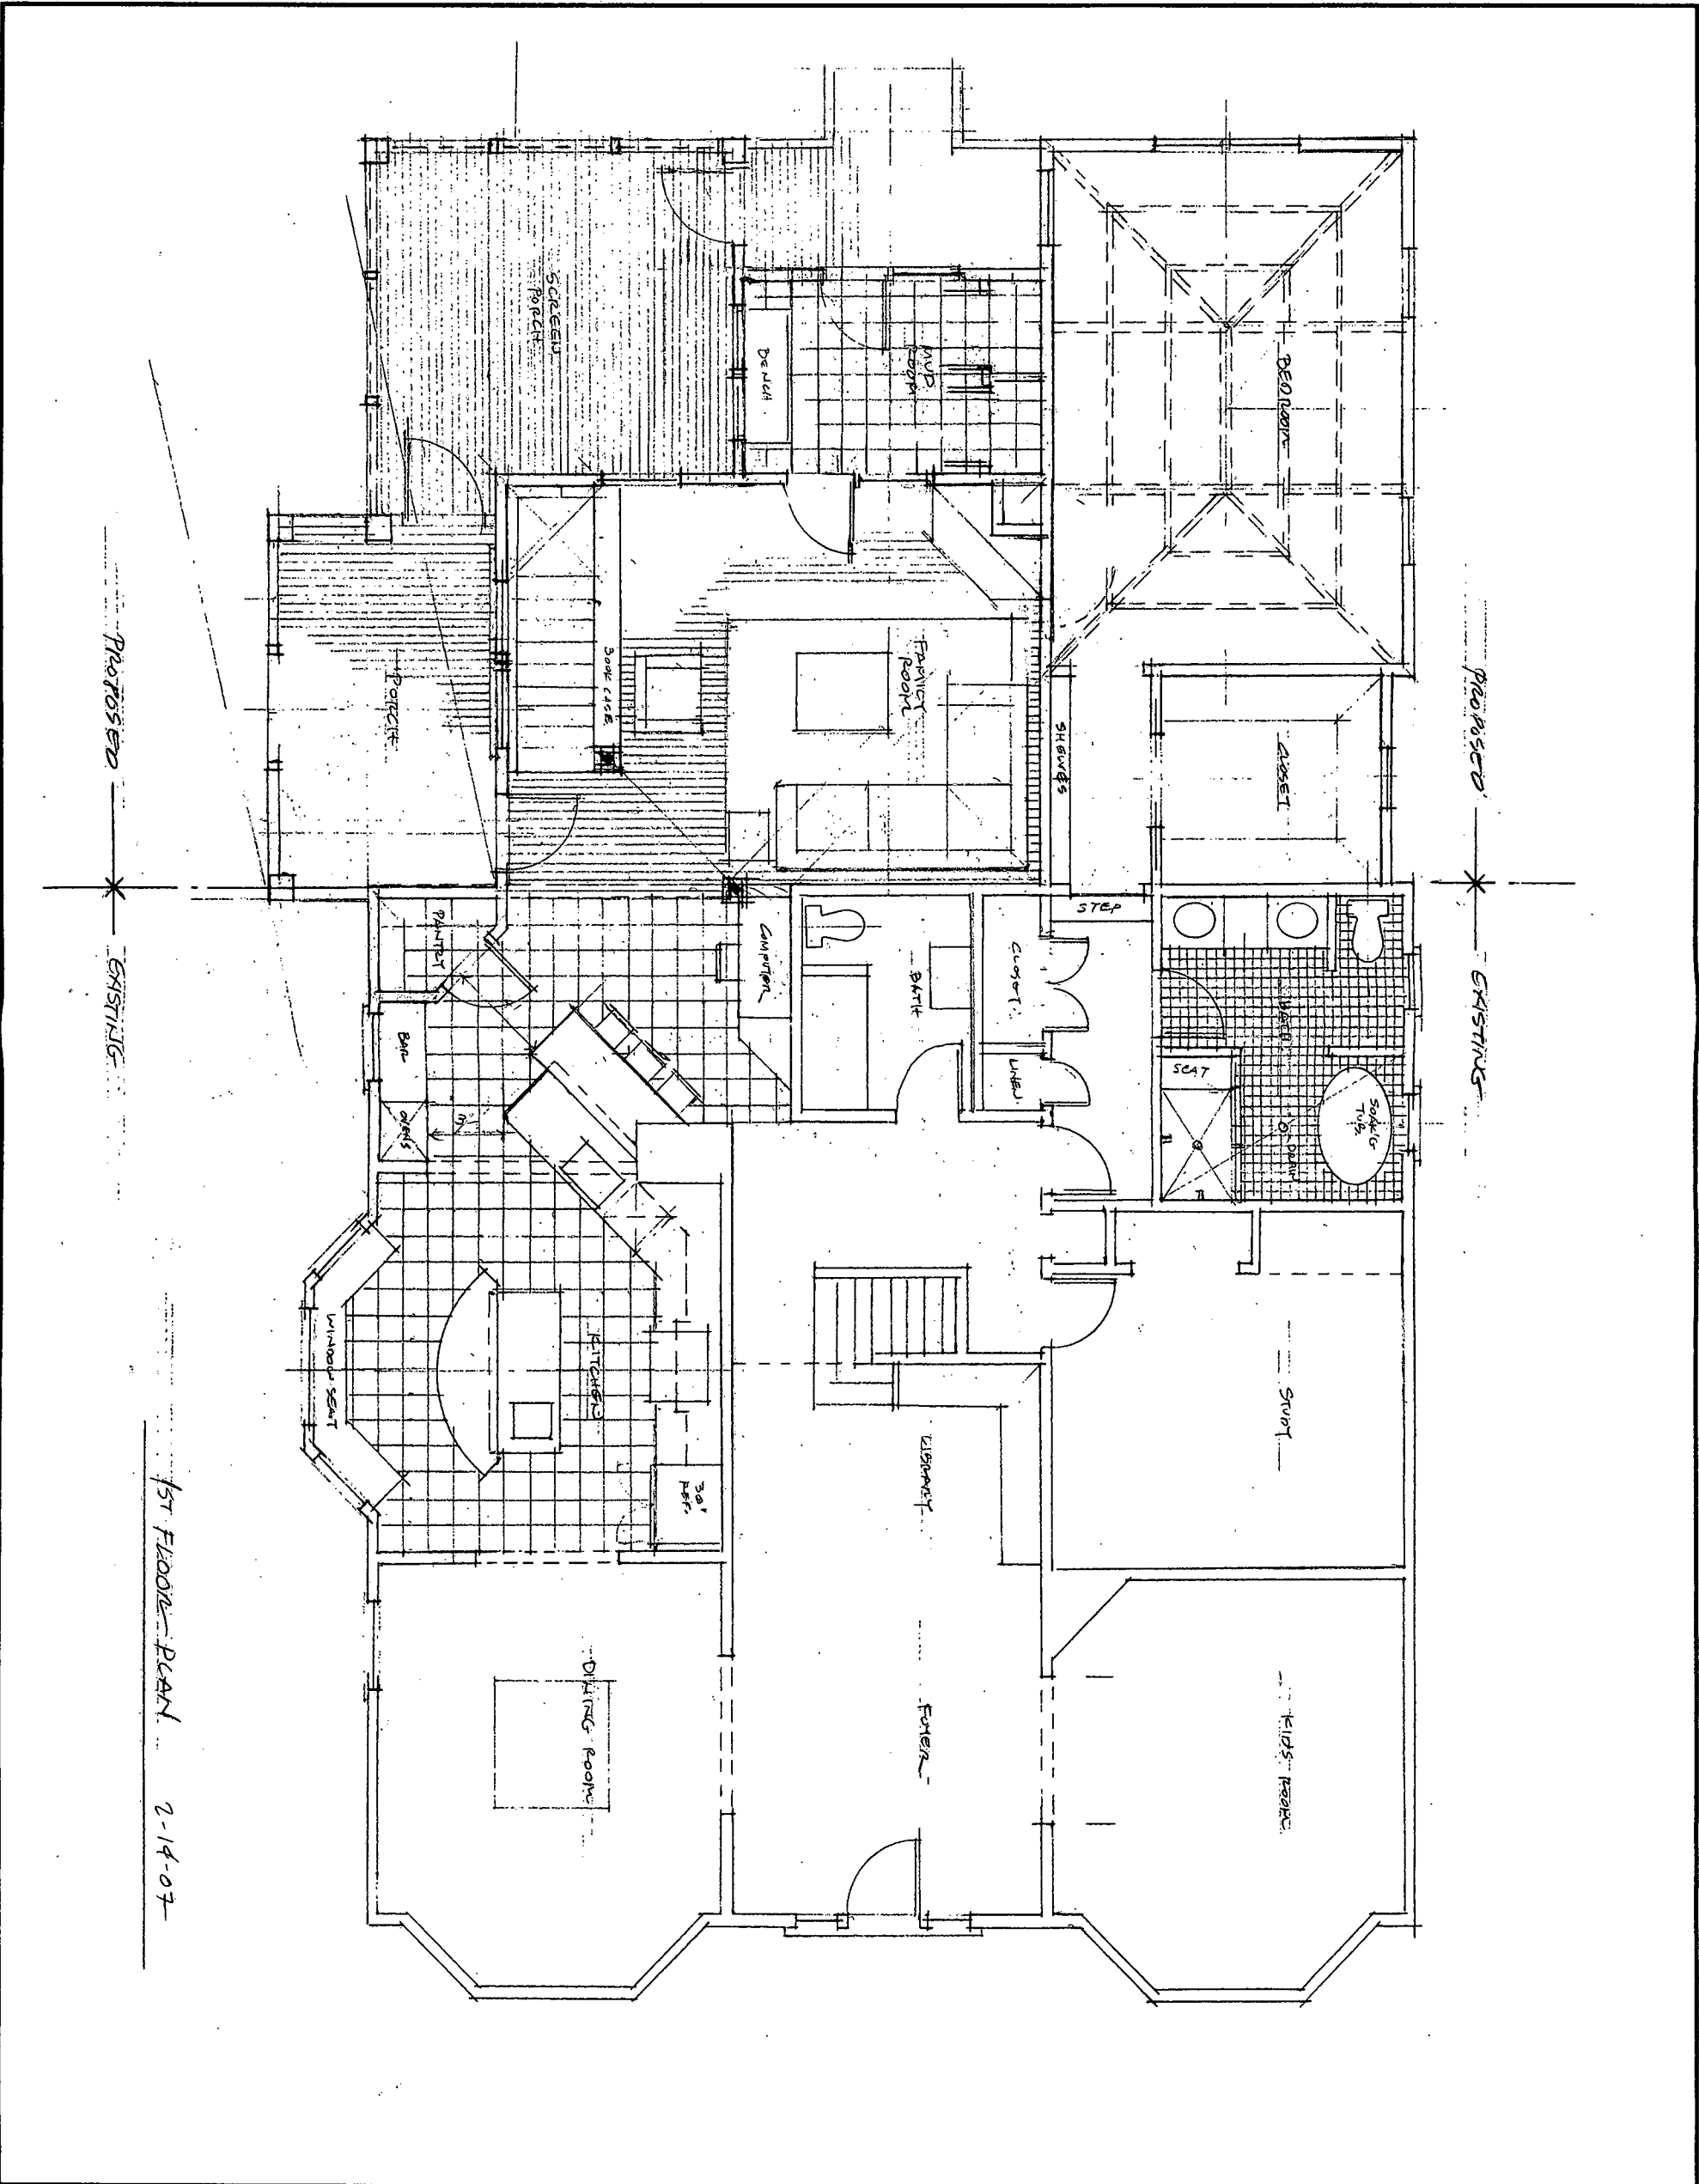 PROPOSED
EXISTING
BEDROOM
CLOSET
SHELVES
STEP
CLOSET
LINEN
SEAT
SOAKING
TUB
STUDY
KIDS ROOM
MUD
ROOM
BENCH
FAMILY
ROOM
BOOK CASE
BATH
COMPUTER
FOYER
SCREEN
PORCH
PORCH
PANTRY
BAR
OVENS
KITCHEN
30"
REF.
WINDOW SEAT
DINING ROOM
PROPOSED
EXISTING
1ST FLOOR PLAN
2-14-07